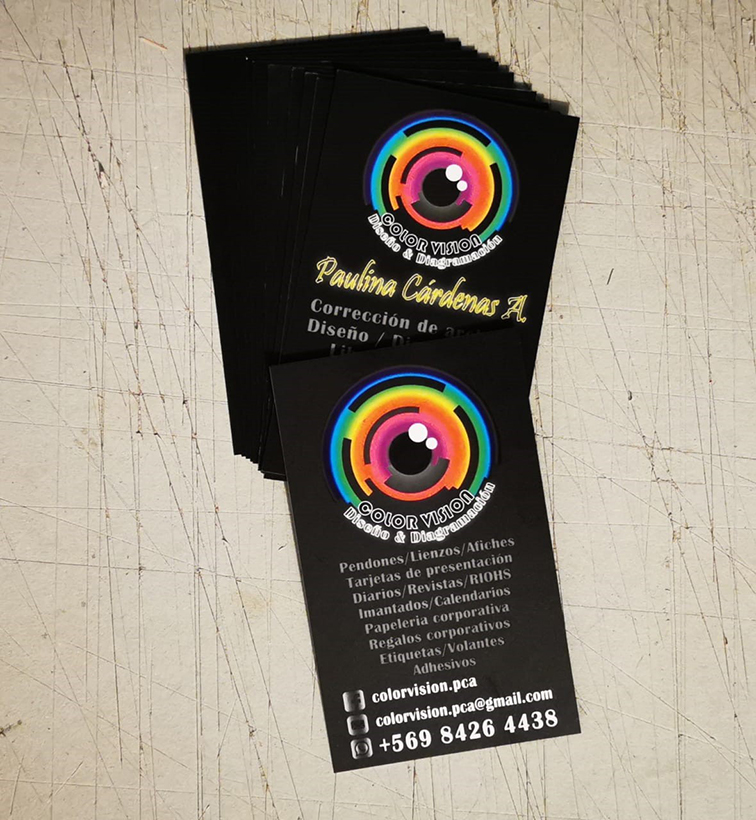 COLOR VISION
Diseño & Diagramación
Paulina Cárdenas A.
Corrección de
Diseño /
COLOR VISION
Diseño & Diagramación
Pendones/Lienzos/Afiches
Tarjetas de presentación
Diarios/Revistas/RIOHS
Imantados/Calendarios
Papelería corporativa
Regalos corporativos
Etiquetas/Volantes
Adhesivos
colorvision.pca
colorvision.pca@gmail.com
+569 8426 4438